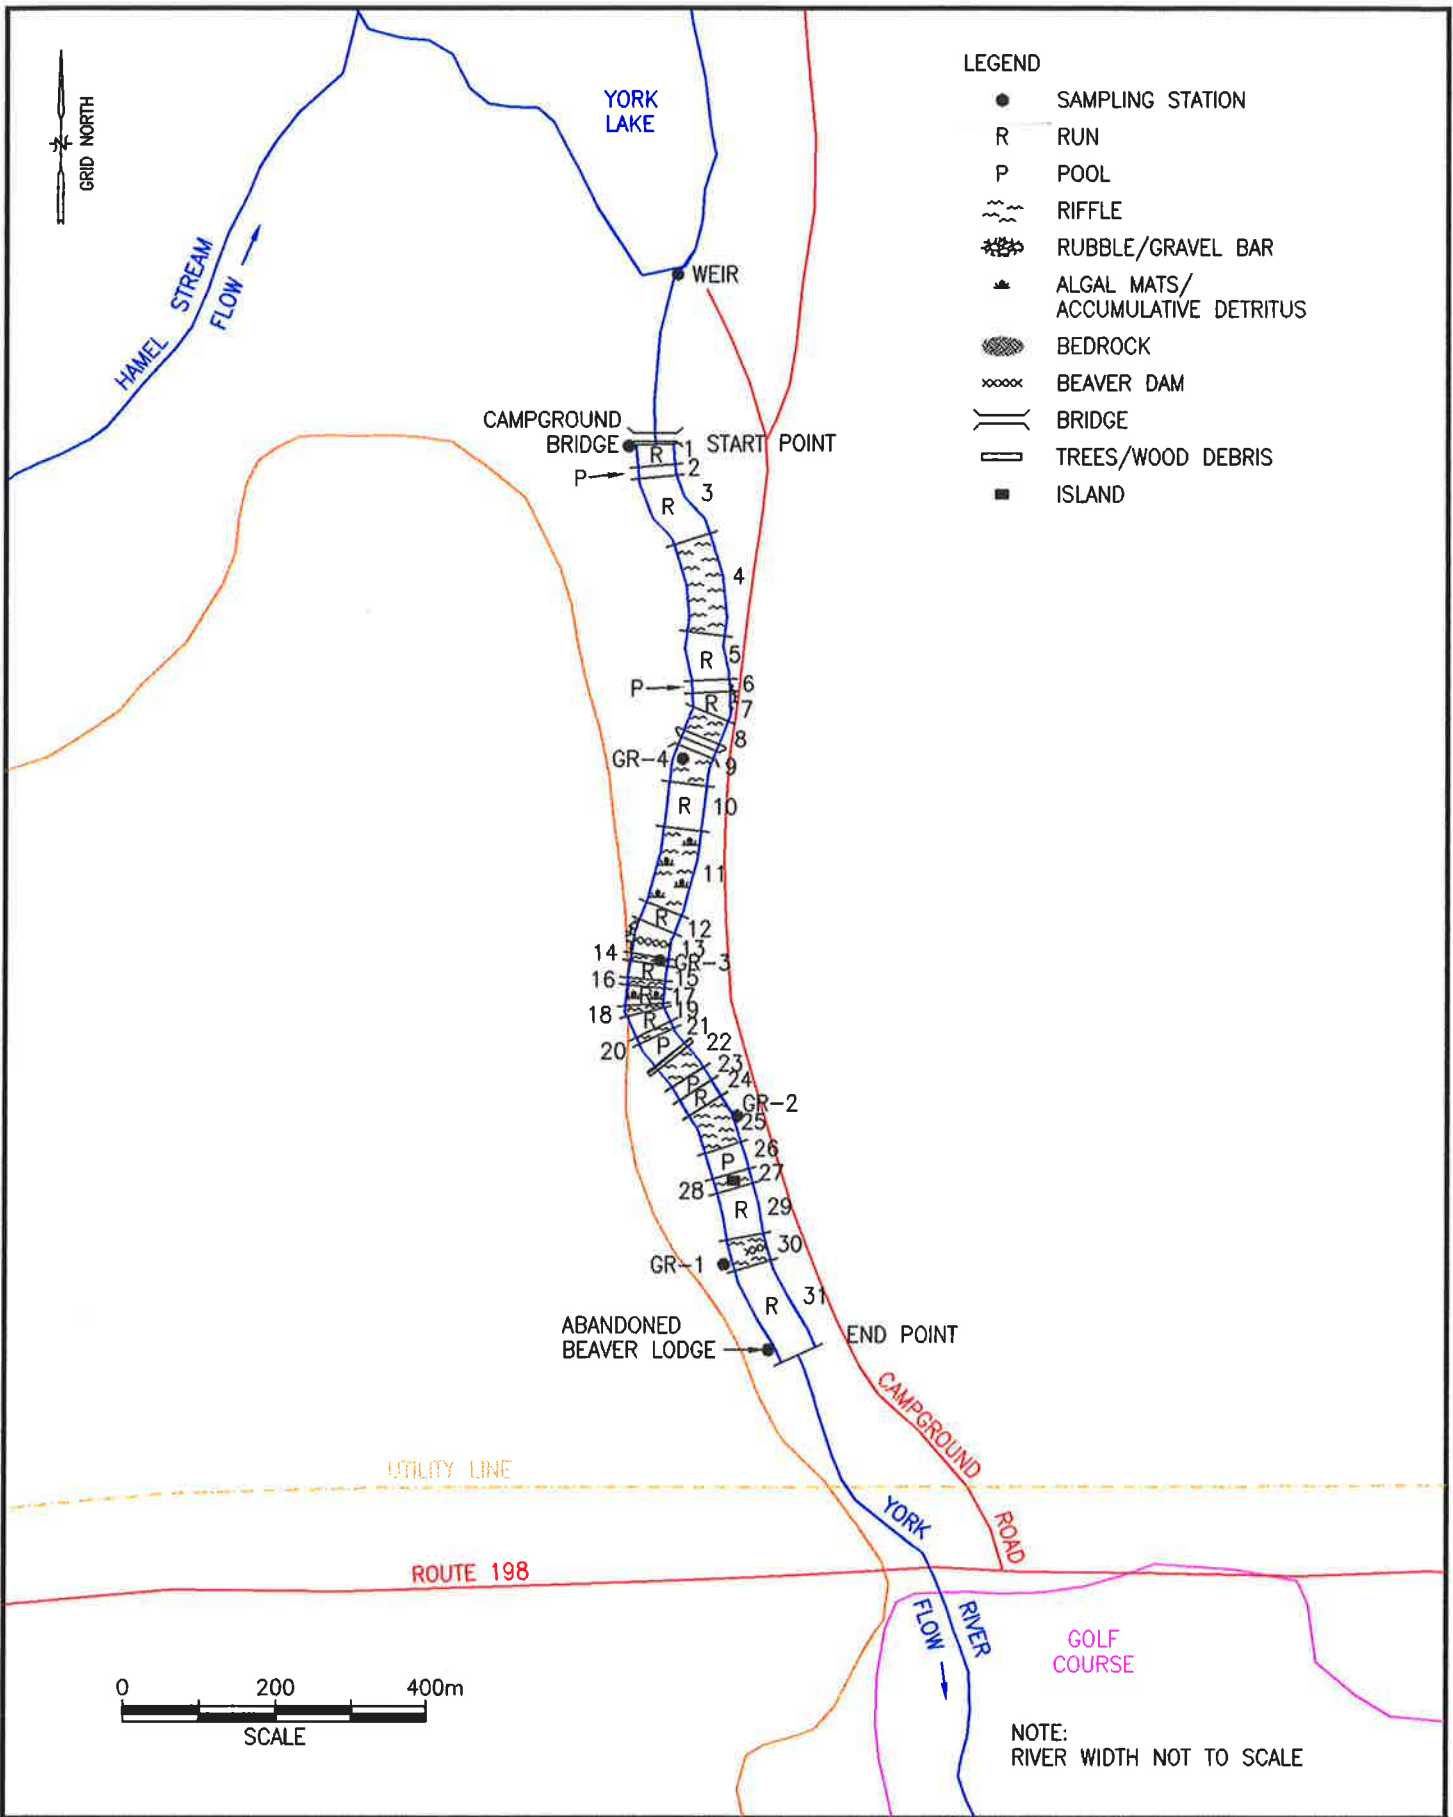 GRID NORTH
YORK
LAKE
HAMEL STREAM
FLOW
WEIR
LEGEND
SAMPLING STATION
R RUN
P POOL
RIFFLE
RUBBLE/GRAVEL BAR
ALGAL MATS/
ACCUMULATIVE DETRITUS
BEDROCK
BEAVER DAM
BRIDGE
TREES/WOOD DEBRIS
ISLAND
CAMPGROUND
BRIDGE
START POINT
R 1
P 2
R 3
4
R 5
P 6
R 7
8
GR-4
9
R 10
11
R 12
13
14
GR-3
R 15
16
R 17
18
19
R
20
21
P 22
23
P 24
R
GR-2
25
P 26
27
28
R 29
30
GR-1
R 31
ABANDONED
BEAVER LODGE
END POINT
CAMPGROUND
ROAD
UTILITY LINE
YORK
RIVER
FLOW
ROUTE 198
GOLF
COURSE
0 200 400m
SCALE
NOTE:
RIVER WIDTH NOT TO SCALE